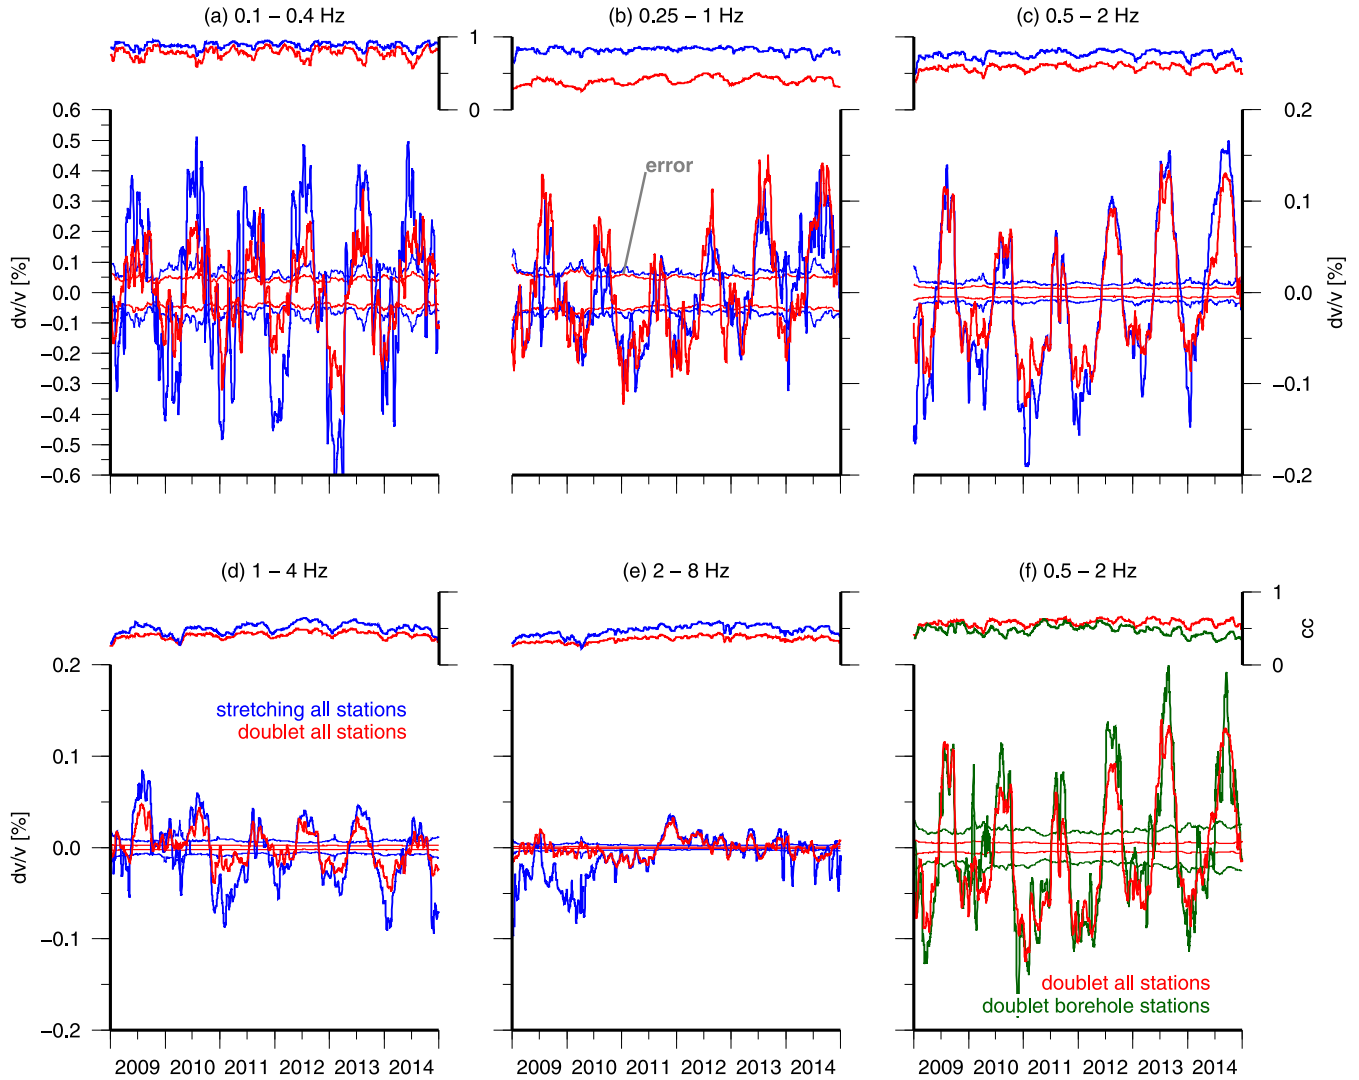 (a) 0.1 – 0.4 Hz
(b) 0.25 – 1 Hz
(c) 0.5 – 2 Hz
1
0
0.6
0.5
0.4
0.3
0.2
0.1
0.0
−0.1
−0.2
−0.3
−0.4
−0.5
−0.6
dv/v [%]
error
0.2
0.1
0.0
−0.1
−0.2
dv/v [%]
(d) 1 – 4 Hz
(e) 2 – 8 Hz
(f) 0.5 – 2 Hz
1
0
cc
0.2
0.1
0.0
−0.1
−0.2
dv/v [%]
stretching all stations
doublet all stations
doublet all stations
doublet borehole stations
2009 2010 2011 2012 2013 2014
2009 2010 2011 2012 2013 2014
2009 2010 2011 2012 2013 2014